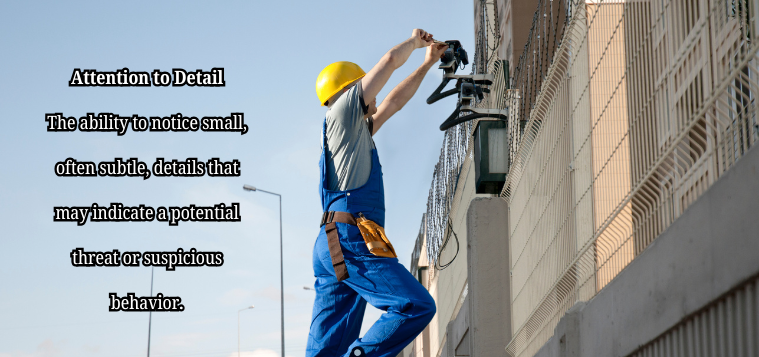 Attention to Detail
The ability to notice small,
often subtle, details that
may indicate a potential
threat or suspicious
behavior.